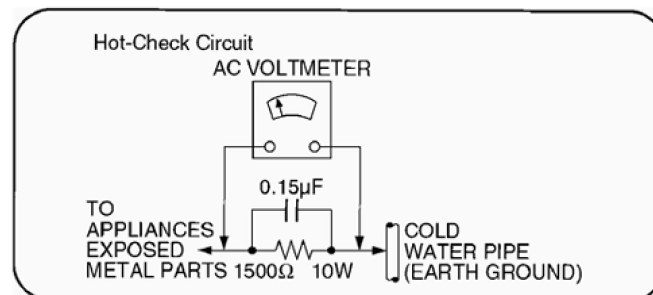 Hot-Check Circuit
AC VOLTMETER
0.15μF
TO
APPLIANCES
EXPOSED
METAL PARTS
1500Ω
10W
COLD
WATER PIPE
(EARTH GROUND)